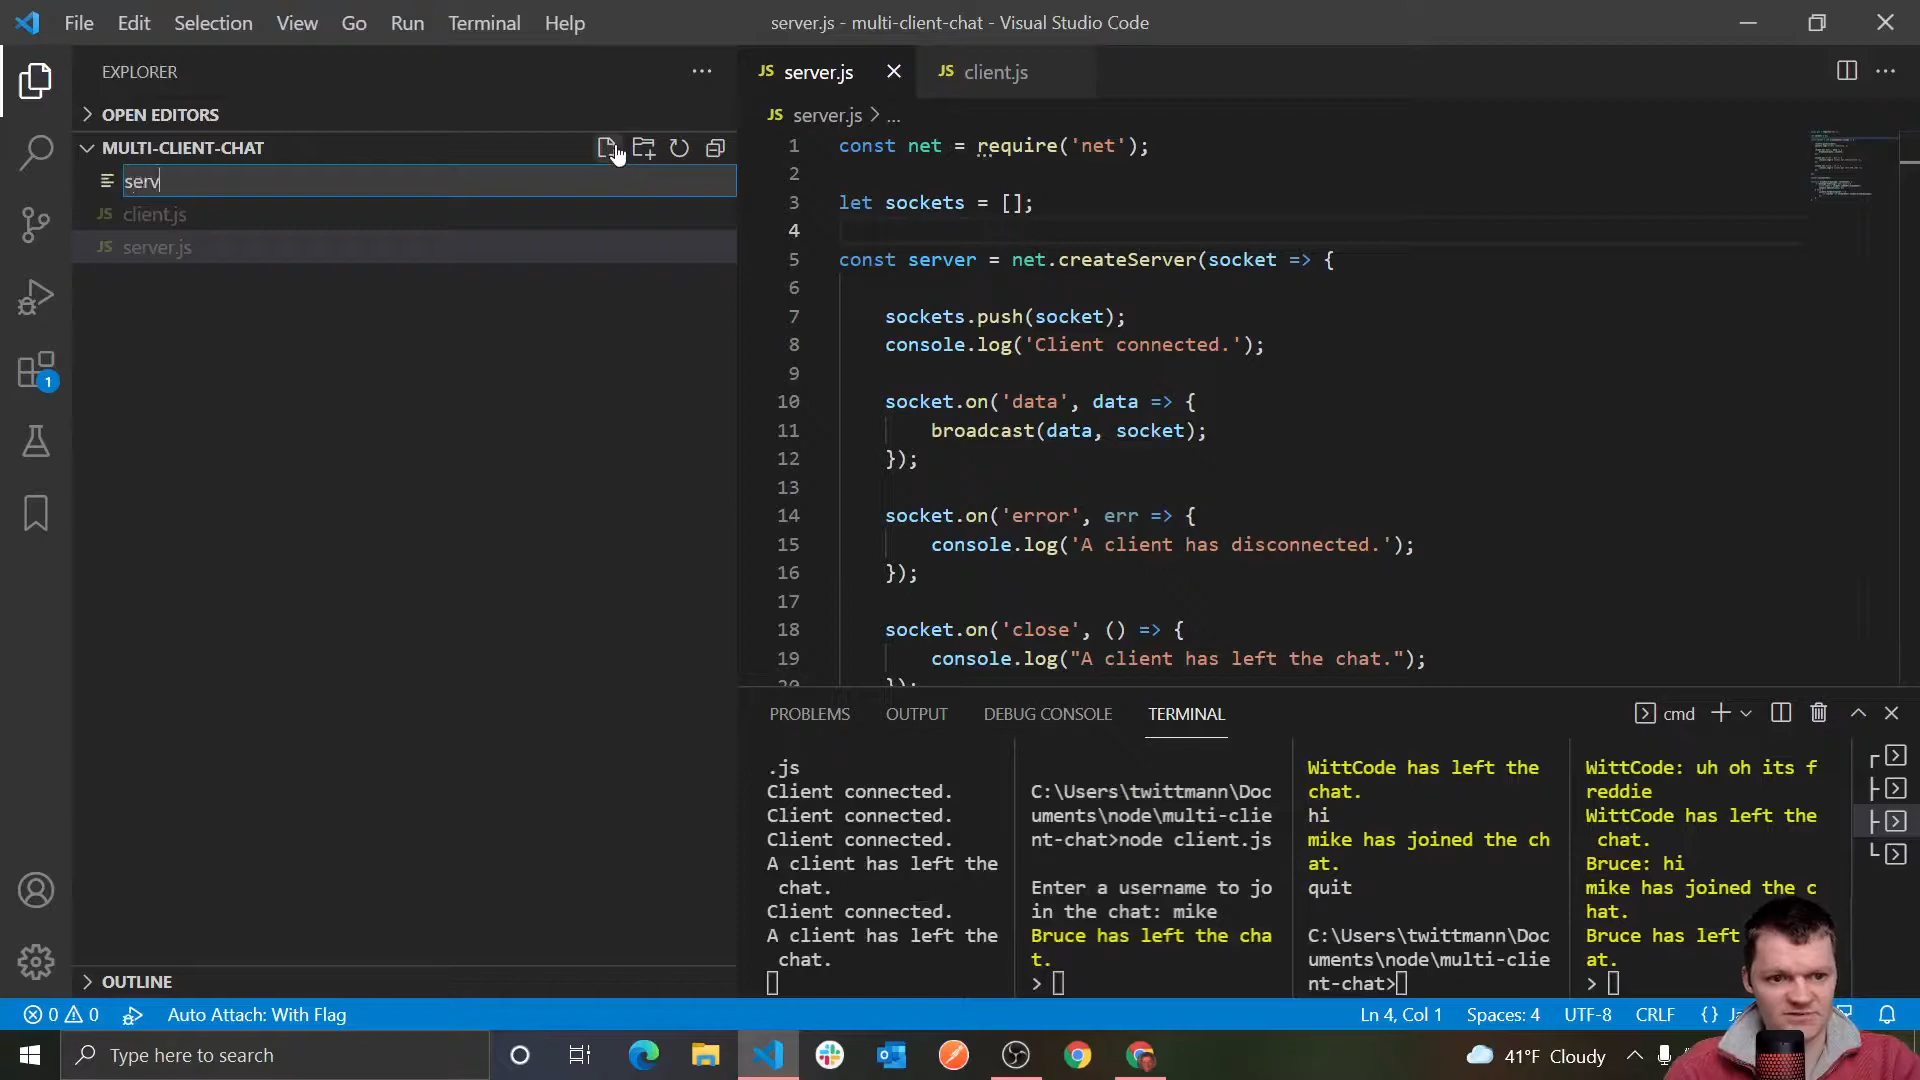 File Edit Selection View Go Run Terminal Help
server.js - multi-client-chat - Visual Studio Code
EXPLORER
OPEN EDITORS
MULTI-CLIENT-CHAT
serv
JS client.js
JS server.js
OUTLINE
1
JS server.js
JS client.js
JS server.js > ...
1 const net = require('net');
2
3 let sockets = [];
4
5 const server = net.createServer(socket => {
6
7 sockets.push(socket);
8 console.log('Client connected.');
9
10 socket.on('data', data => {
11 broadcast(data, socket);
12 });
13
14 socket.on('error', err => {
15 console.log('A client has disconnected.');
16 });
17
18 socket.on('close', () => {
19 console.log("A client has left the chat.");
20 });
PROBLEMS OUTPUT DEBUG CONSOLE TERMINAL
cmd
.js
Client connected.
Client connected.
Client connected.
A client has left the
chat.
Client connected.
A client has left the
chat.
C:\Users\twittmann\Doc
uments\node\multi-clie
nt-chat>node client.js
Enter a username to jo
in the chat: mike
Bruce has left the cha
t.
>
WittCode has left the
chat.
hi
mike has joined the ch
at.
quit
C:\Users\twittmann\Doc
uments\node\multi-clie
nt-chat>
WittCode: uh oh its f
reddie
WittCode has left the
chat.
Bruce: hi
mike has joined the c
hat.
Bruce has left
at.
>
0 0 Auto Attach: With Flag
Ln 4, Col 1 Spaces: 4 UTF-8 CRLF {}
Type here to search
41°F Cloudy